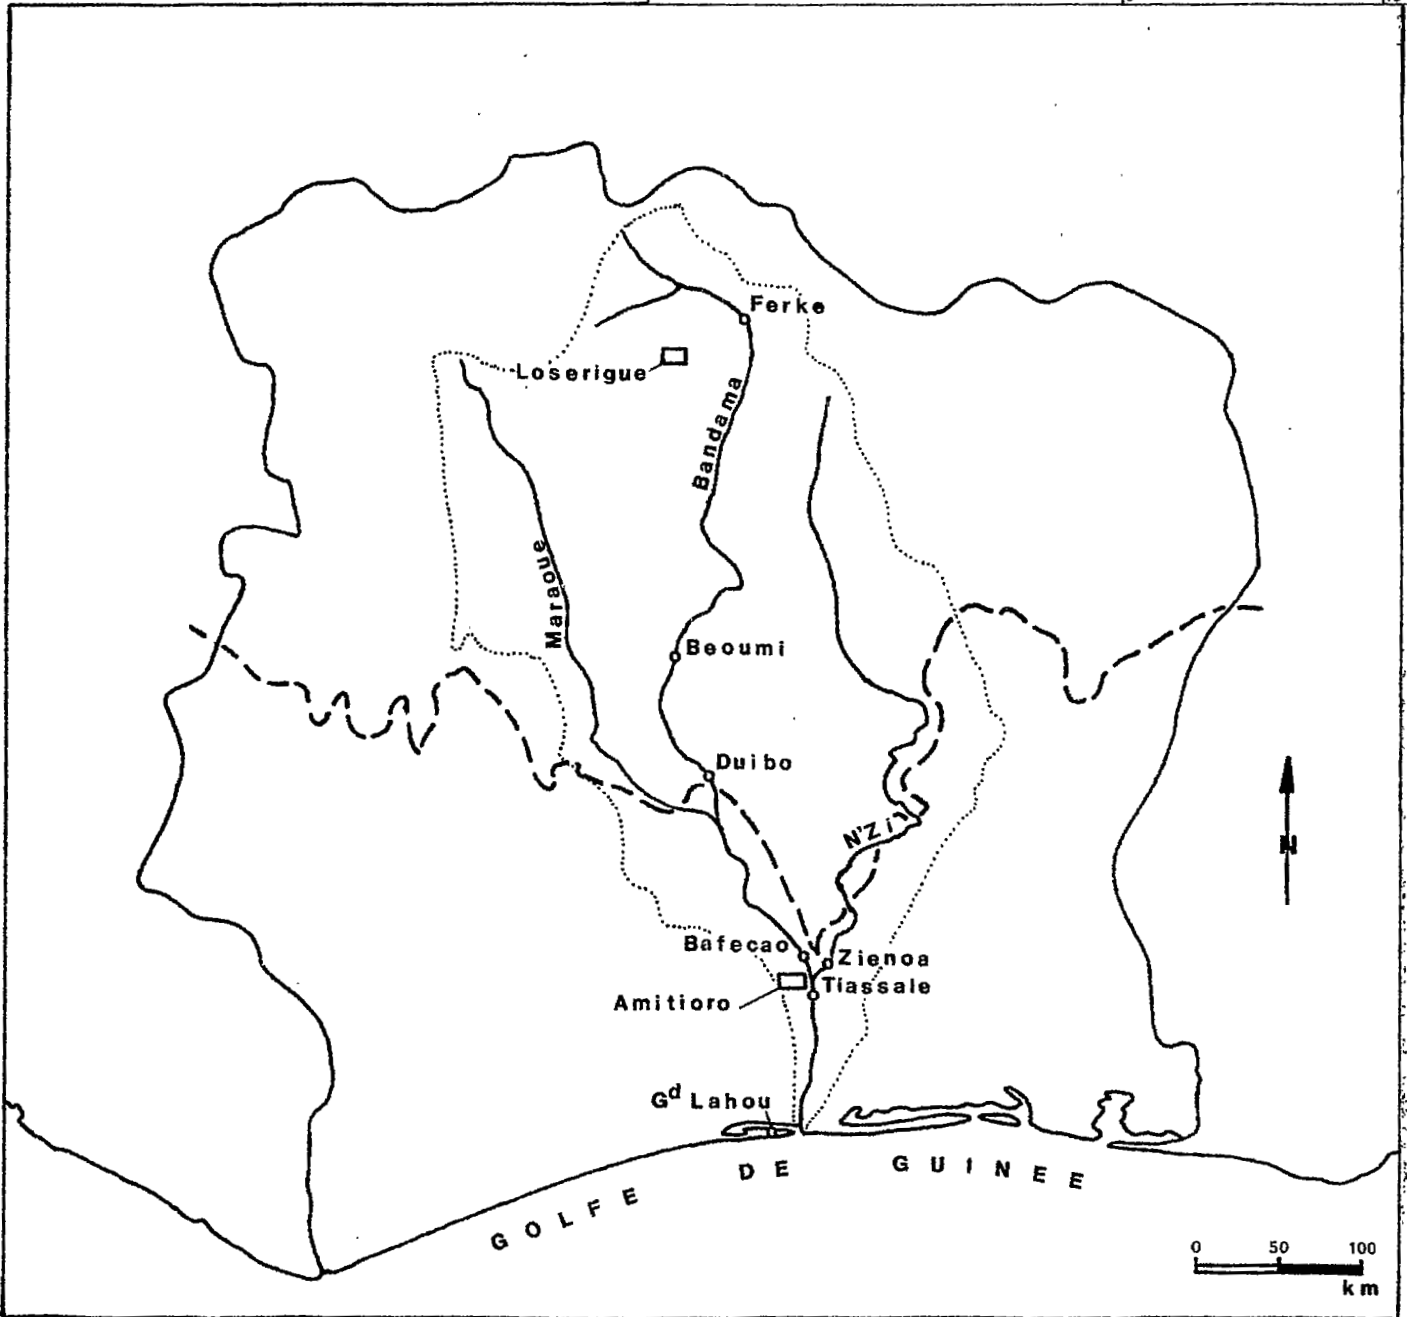 Ferke
Loserigue
Bandama
Maraoue
Beoumi
Duibo
N'Zi
Bafecao
Zienoa
Tiassale
Amitioro
Gd Lahou
GOLFE DE GUINEE
N
0 50 100
km